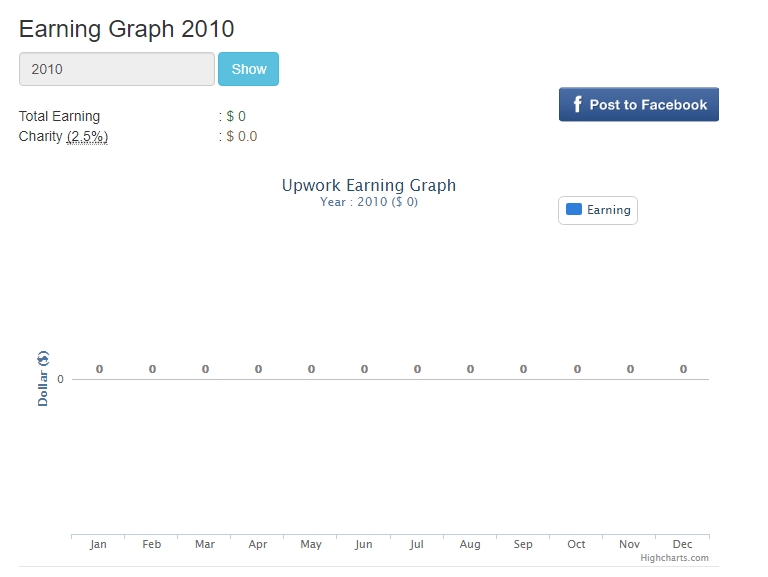 Earning Graph 2010
2010 Show
Total Earning : $ 0
Charity (2.5%) : $ 0.0
f Post to Facebook
Upwork Earning Graph
Year : 2010 ($ 0)
Earning
Dollar ($)
0 0 0 0 0 0 0 0 0 0 0 0
0
Jan Feb Mar Apr May Jun Jul Aug Sep Oct Nov Dec
Highcharts.com